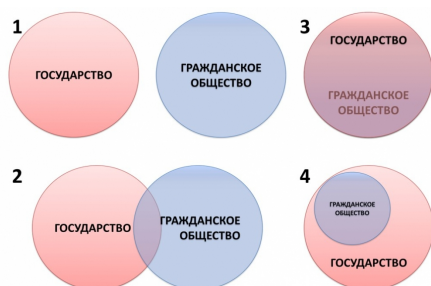 1
ГОСУДАРСТВО
ГРАЖДАНСКОЕ
ОБЩЕСТВО
3
ГОСУДАРСТВО
ГРАЖДАНСКОЕ
ОБЩЕСТВО
2
ГОСУДАРСТВО
ГРАЖДАНСКОЕ
ОБЩЕСТВО
4
ГРАЖДАНСКОЕ
ОБЩЕСТВО
ГОСУДАРСТВО